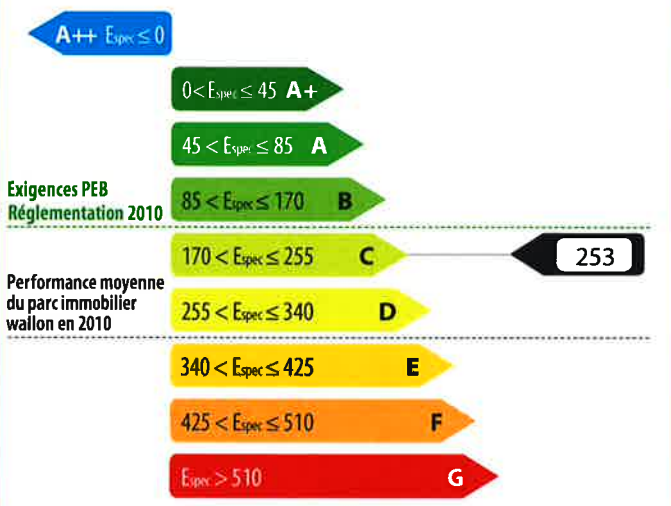 A++ Espec ≤ 0
0 < Espec ≤ 45 A+
45 < Espec ≤ 85 A
Exigences PEB
Réglementation 2010
85 < Espec ≤ 170 B
170 < Espec ≤ 255 C
253
Performance moyenne
du parc immobilier
wallon en 2010
255 < Espec ≤ 340 D
340 < Espec ≤ 425 E
425 < Espec ≤ 510 F
Espec > 510 G